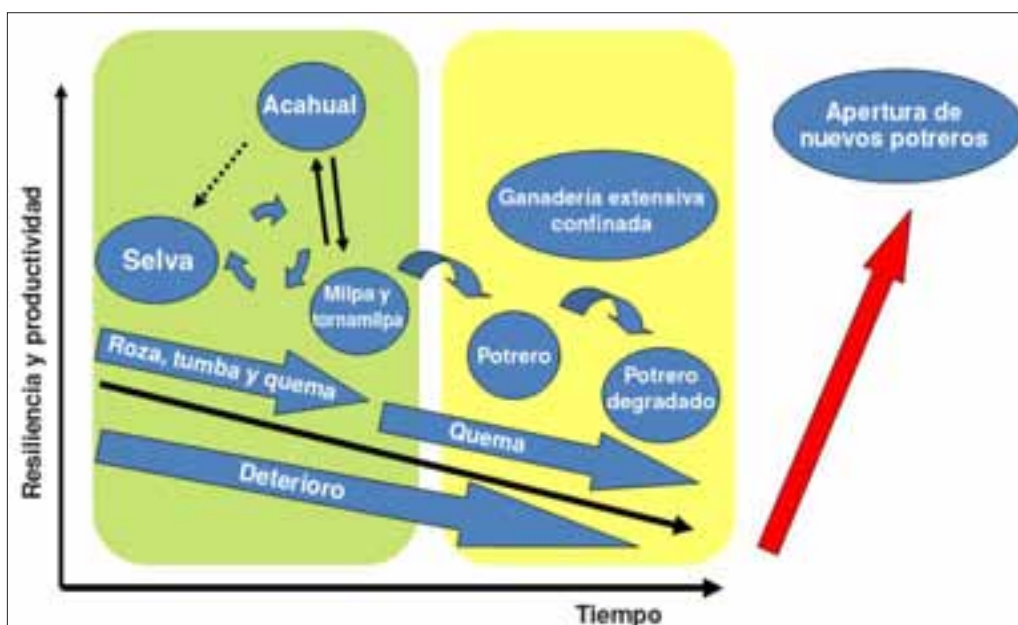 Resiliencia y productividad
Acahual
Selva
Milpa y
tornamilpa
Roza, tumba y quema
Deterioro
Ganadería extensiva
confinada
Potrero
Potrero
degradado
Quema
Apertura de
nuevos potreros
Tiempo